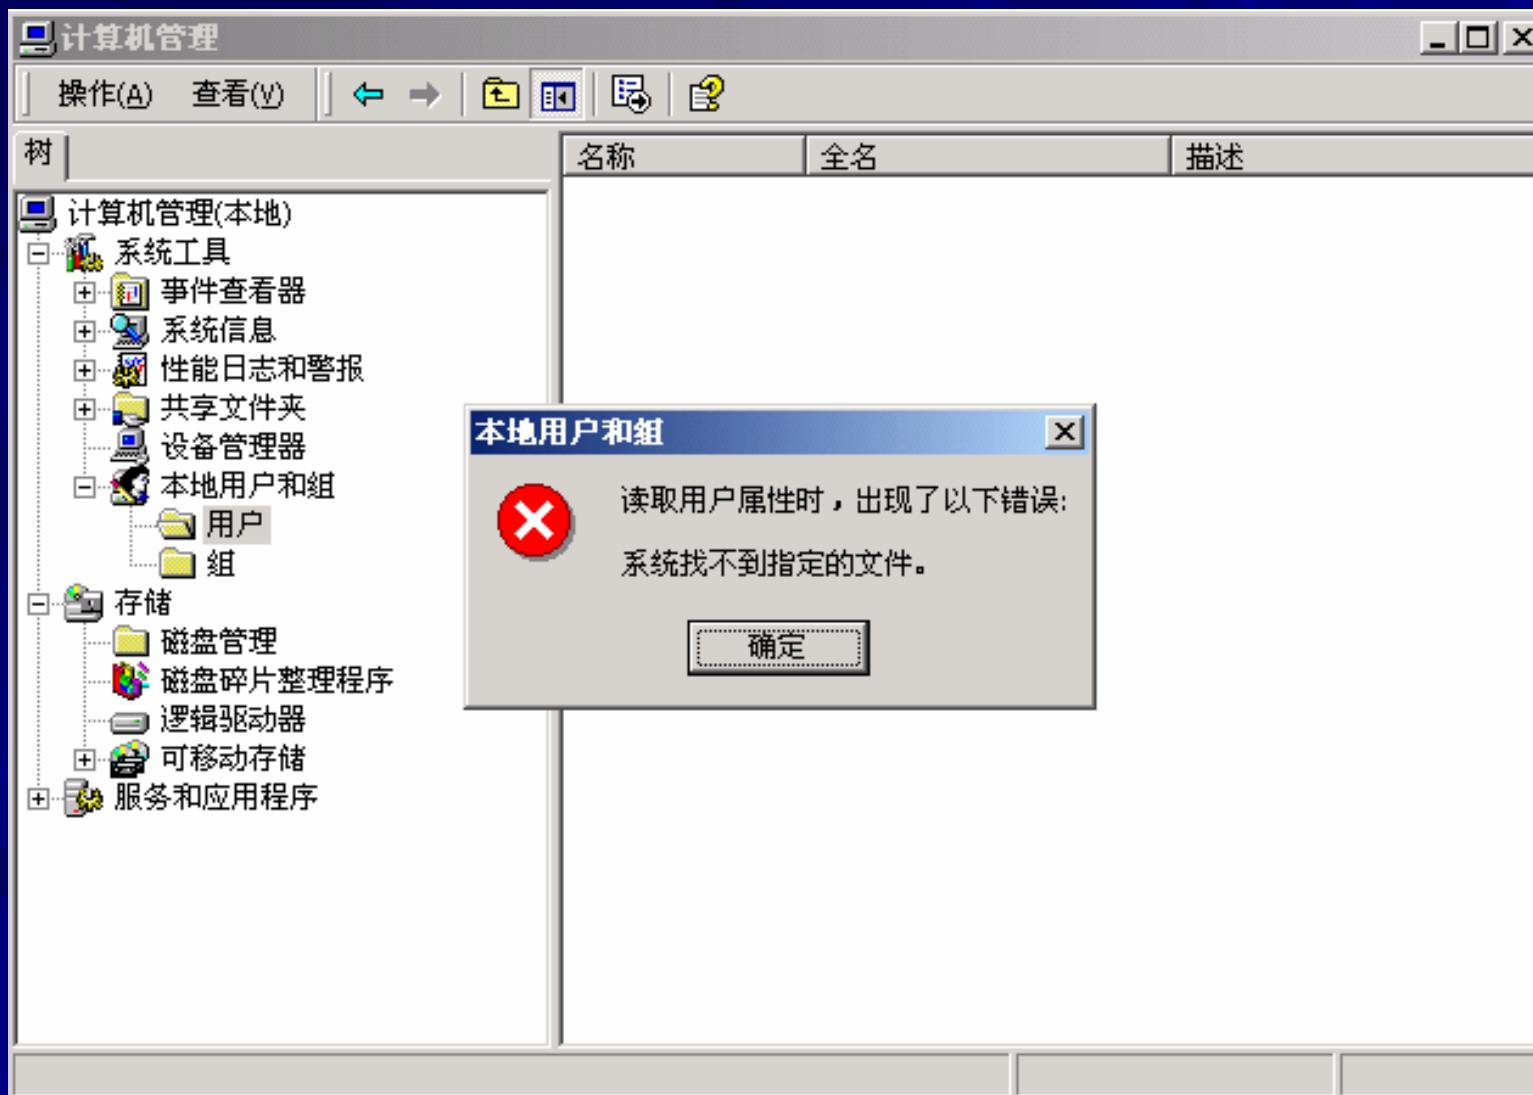 计算机管理
操作(A) 查看(V)
树
名称 全名 描述
计算机管理(本地)
系统工具
事件查看器
系统信息
性能日志和警报
共享文件夹
设备管理器
本地用户和组
用户
组
存储
磁盘管理
磁盘碎片整理程序
逻辑驱动器
可移动存储
服务和应用程序
本地用户和组
读取用户属性时，出现了以下错误:
系统找不到指定的文件。
确定